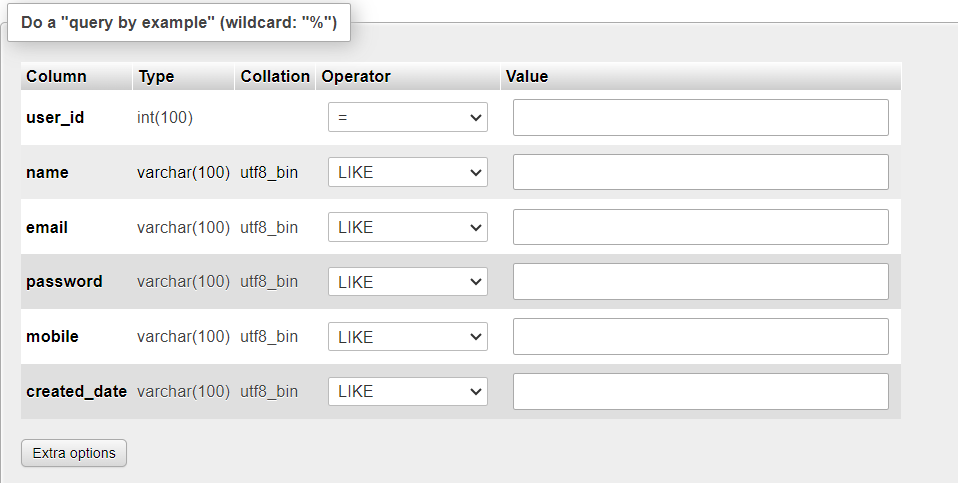 Do a "query by example" (wildcard: "%")
Column Type Collation Operator Value
user_id int(100) =
name varchar(100) utf8_bin LIKE
email varchar(100) utf8_bin LIKE
password varchar(100) utf8_bin LIKE
mobile varchar(100) utf8_bin LIKE
created_date varchar(100) utf8_bin LIKE
Extra options